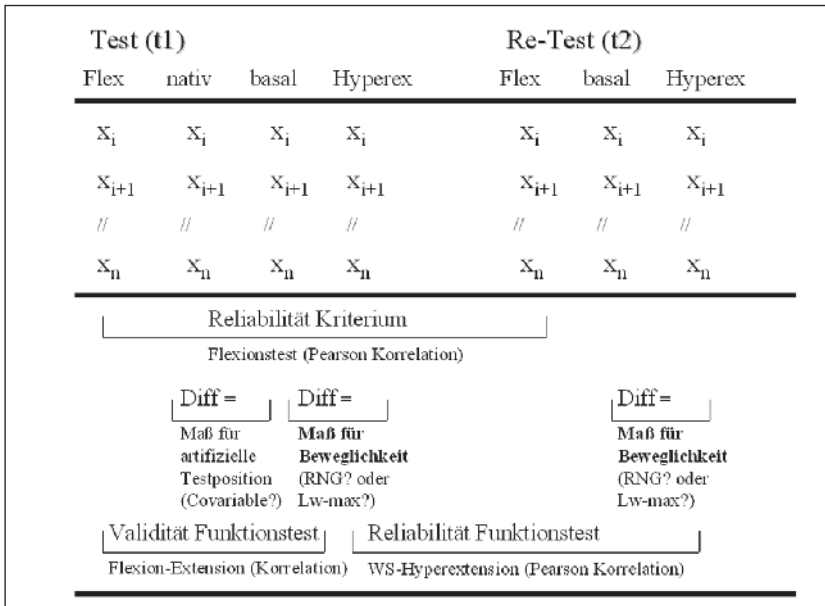 Test (t1) Re-Test (t2)
Flex nativ basal Hyperex Flex basal Hyperex
Xi Xi Xi Xi Xi Xi Xi
Xi+1 Xi+1 Xi+1 Xi+1 Xi+1 Xi+1 Xi+1
// // // // // // //
Xn Xn Xn Xn Xn Xn Xn
Reliabilität Kriterium
Flexionstest (Pearson Korrelation)
Diff = Diff = Diff =
Maß für Maß für Maß für
artifizielle Beweglichkeit Beweglichkeit
Testposition (RNG? oder (RNG? oder
(Covariable?) Lw-max?) Lw-max?)
Validität Funktionstest Reliabilität Funktionstest
Flexion-Extension (Korrelation) WS-Hyperextension (Pearson Korrelation)